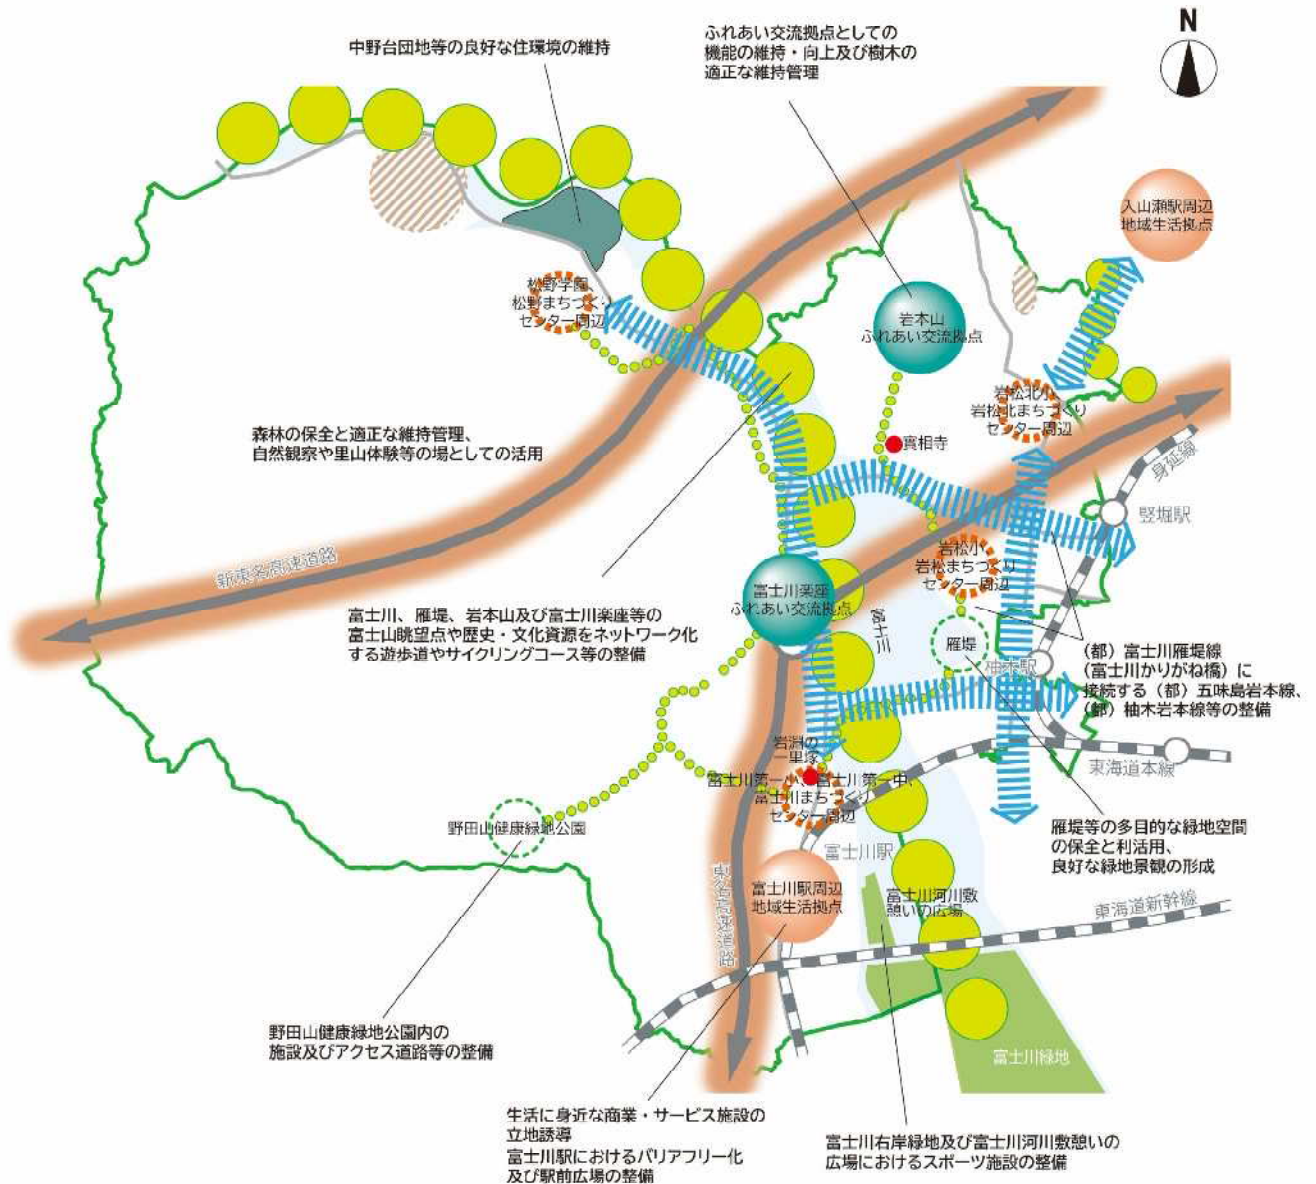 N
中野台団地等の良好な住環境の維持
ふれあい交流拠点としての
機能の維持・向上及び樹木の
適正な維持管理
入山瀬駅周辺
地域生活拠点
松野学園、
松野まちづくり
センター周辺
岩本山
ふれあい交流拠点
岩松北小、
岩松北まちづくり
センター周辺
實相寺
身延線
竪堀駅
森林の保全と適正な維持管理、
自然観察や里山体験等の場としての活用
新東名高速道路
岩松小、
岩松まちづくり
センター周辺
富士川楽座
ふれあい交流拠点
富士川
雁堤
柚木駅
富士川、雁堤、岩本山及び富士川楽座等の
富士山眺望点や歴史・文化資源をネットワーク化
する遊歩道やサイクリングコース等の整備
(都)富士川雁堤線
(富士川かりがね橋)に
接続する(都)五味島岩本線、
(都)柚木岩本線等の整備
東海道本線
岩淵の
一里塚
富士川第一小、富士川第一中、
富士川まちづくり
センター周辺
野田山健康緑地公園
雁堤等の多目的な緑地空間
の保全と利活用、
良好な緑地景観の形成
富士川駅
富士川駅周辺
地域生活拠点
東名高速道路
富士川河川敷
憩いの広場
東海道新幹線
野田山健康緑地公園内の
施設及びアクセス道路等の整備
富士川緑地
生活に身近な商業・サービス施設の
立地誘導
富士川駅におけるバリアフリー化
及び駅前広場の整備
富士川右岸緑地及び富士川河川敷憩いの
広場におけるスポーツ施設の整備